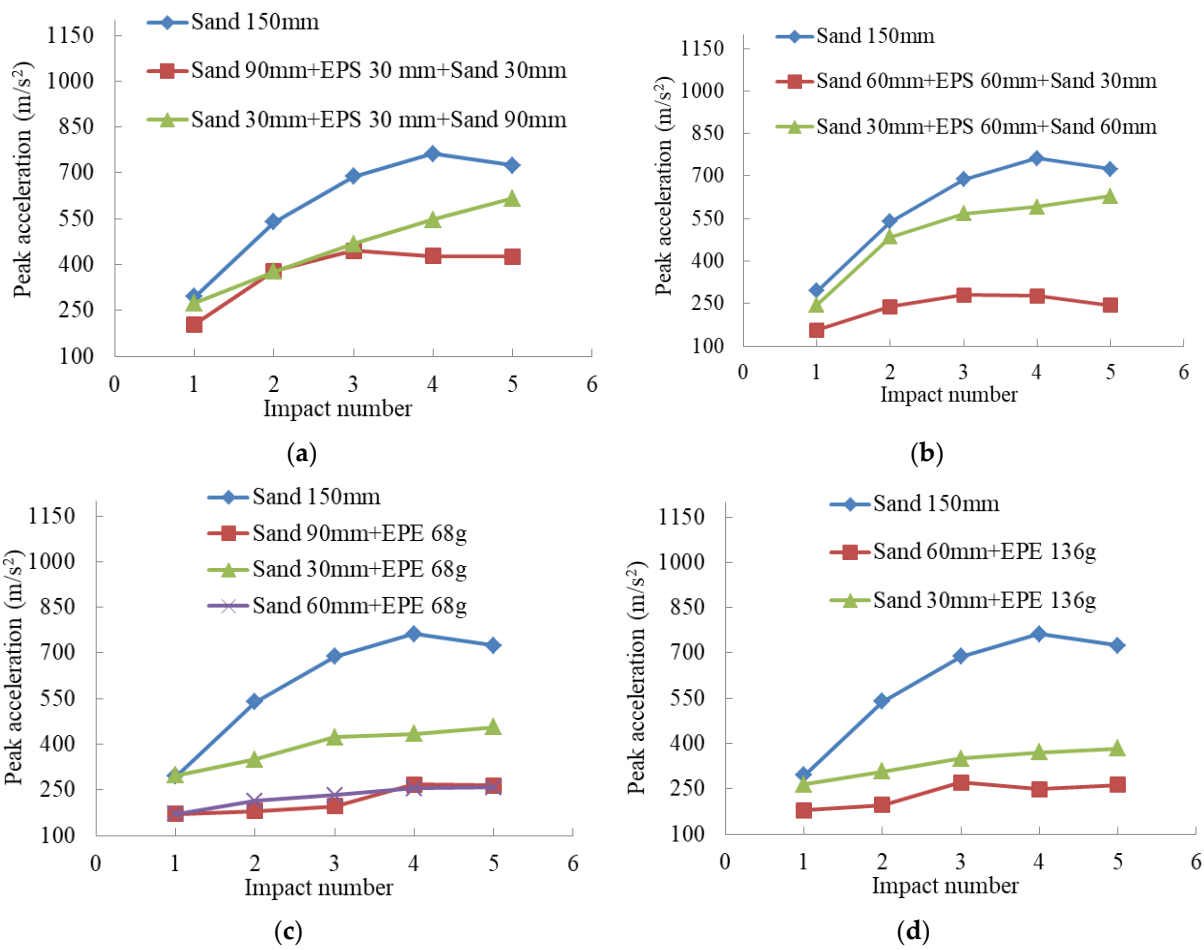 Sand 150mm
Sand 90mm+EPS 30 mm+Sand 30mm
Sand 30mm+EPS 30 mm+Sand 90mm
Peak acceleration (m/s²)
1150
1000
850
700
550
400
250
100
0 1 2 3 4 5 6
Impact number
(a)
Sand 150mm
Sand 60mm+EPS 60mm+Sand 30mm
Sand 30mm+EPS 60mm+Sand 60mm
Peak acceleration (m/s²)
1150
1000
850
700
550
400
250
100
0 1 2 3 4 5 6
Impact number
(b)
Sand 150mm
Sand 90mm+EPE 68g
Sand 30mm+EPE 68g
Sand 60mm+EPE 68g
Peak acceleration (m/s²)
1150
1000
850
700
550
400
250
100
0 1 2 3 4 5 6
Impact number
(c)
Sand 150mm
Sand 60mm+EPE 136g
Sand 30mm+EPE 136g
Peak acceleration (m/s²)
1150
1000
850
700
550
400
250
100
0 1 2 3 4 5 6
Impact number
(d)